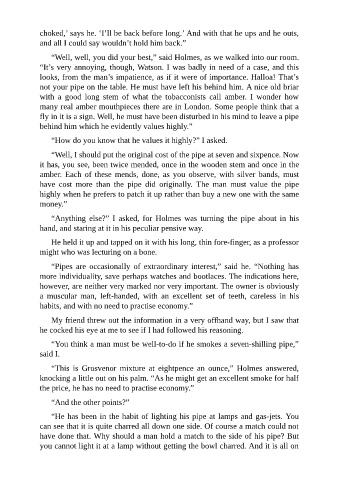 choked,’ says he. ‘I’ll be back before long.’ And with that he ups and he outs,
and all I could say wouldn’t hold him back.”
“Well, well, you did your best,” said Holmes, as we walked into our room.
“It’s very annoying, though, Watson. I was badly in need of a case, and this
looks, from the man’s impatience, as if it were of importance. Halloa! That’s
not your pipe on the table. He must have left his behind him. A nice old briar
with a good long stem of what the tobacconists call amber. I wonder how
many real amber mouthpieces there are in London. Some people think that a
fly in it is a sign. Well, he must have been disturbed in his mind to leave a pipe
behind him which he evidently values highly.”
“How do you know that he values it highly?” I asked.
“Well, I should put the original cost of the pipe at seven and sixpence. Now
it has, you see, been twice mended, once in the wooden stem and once in the
amber. Each of these mends, done, as you observe, with silver bands, must
have cost more than the pipe did originally. The man must value the pipe
highly when he prefers to patch it up rather than buy a new one with the same
money.”
“Anything else?” I asked, for Holmes was turning the pipe about in his
hand, and staring at it in his peculiar pensive way.
He held it up and tapped on it with his long, thin fore-finger, as a professor
might who was lecturing on a bone.
“Pipes are occasionally of extraordinary interest,” said he. “Nothing has
more individuality, save perhaps watches and bootlaces. The indications here,
however, are neither very marked nor very important. The owner is obviously
a muscular man, left-handed, with an excellent set of teeth, careless in his
habits, and with no need to practise economy.”
My friend threw out the information in a very offhand way, but I saw that
he cocked his eye at me to see if I had followed his reasoning.
“You think a man must be well-to-do if he smokes a seven-shilling pipe,”
said I.
“This is Grosvenor mixture at eightpence an ounce,” Holmes answered,
knocking a little out on his palm. “As he might get an excellent smoke for half
the price, he has no need to practise economy.”
“And the other points?”
“He has been in the habit of lighting his pipe at lamps and gas-jets. You
can see that it is quite charred all down one side. Of course a match could not
have done that. Why should a man hold a match to the side of his pipe? But
you cannot light it at a lamp without getting the bowl charred. And it is all on